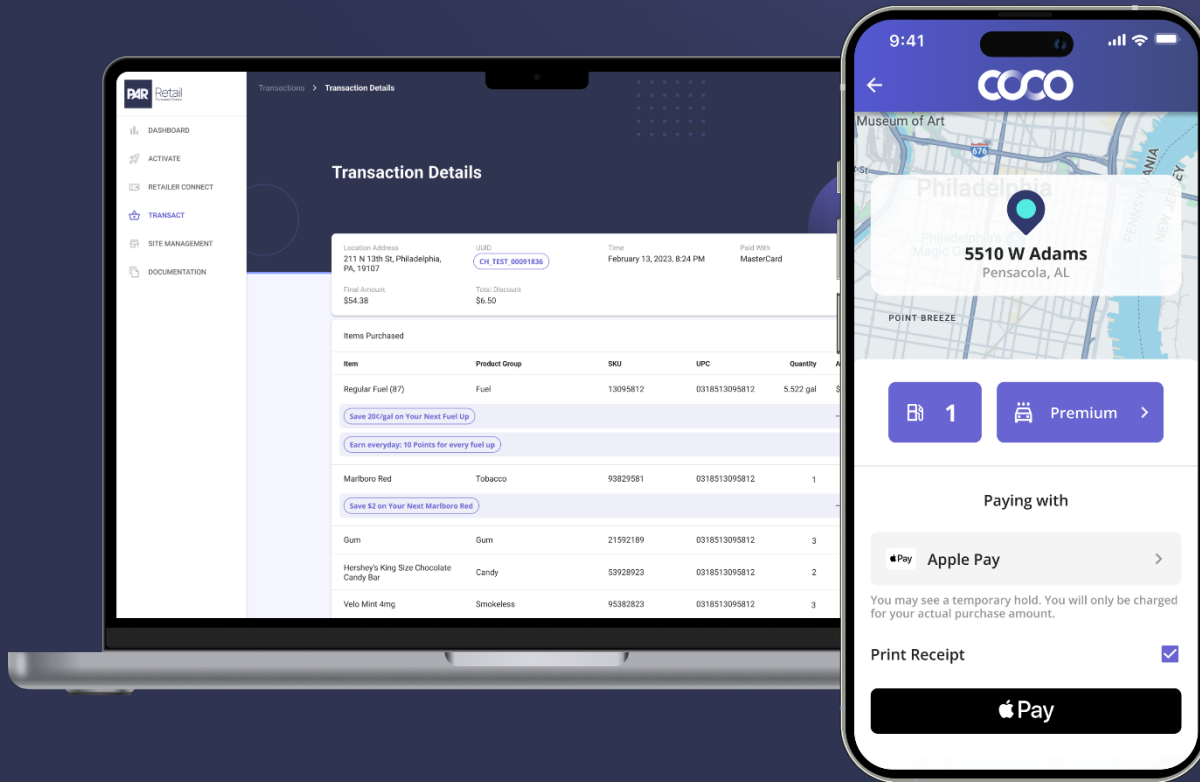 PAR Retail
DASHBOARD
ACTIVATE
RETAILER CONNECT
TRANSACT
SITE MANAGEMENT
DOCUMENTATION
Transactions > Transaction Details
Transaction Details
Location Address UUID Time Paid With
211 N 13th St, Philadelphia, PA, 19107 CH_TEST_00091836 February 13, 2023, 8:24 PM MasterCard
Final Amount Total Discount
$54.38 $6.50
Items Purchased
Item Product Group SKU UPC Quantity A
Regular Fuel (87) Fuel 13095812 0318513095812 5.522 gal $
Save 20¢/gal on Your Next Fuel Up
Earn everyday: 10 Points for every fuel up
Marlboro Red Tobacco 93829581 0318513095812 1
Save $2 on Your Next Marlboro Red
Gum Gum 21592189 0318513095812 3
Hershey's King Size Chocolate Candy Bar Candy 53928923 0318513095812 2
Velo Mint 4mg Smokeless 95382823 0318513095812 3
9:41
COCO
Museum of Art
676
Philadelphia
PENNSYLVANIA
NEW JERSEY
Philadelphia's
Magic G
5510 W Adams
Pensacola, AL
POINT BREEZE
1 Premium
Paying with
Pay Apple Pay
You may see a temporary hold. You will only be charged
for your actual purchase amount.
Print Receipt
Pay